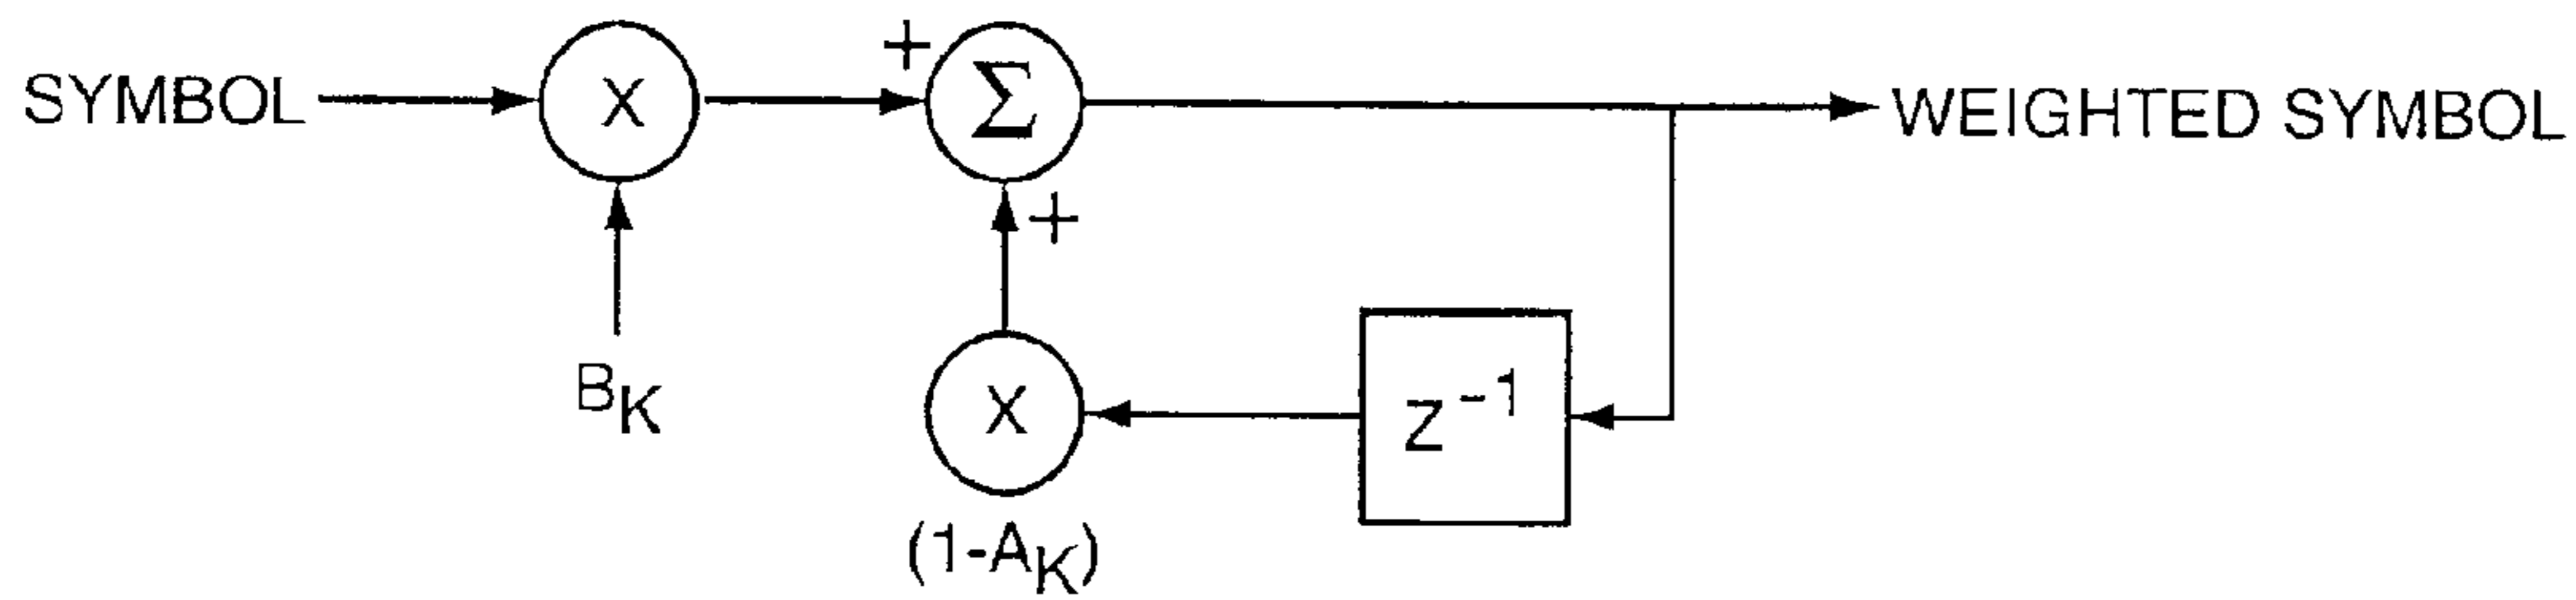 SYMBOL
X
+
Σ
WEIGHTED SYMBOL
+
B_K
X
Z^-1
(1-A_K)